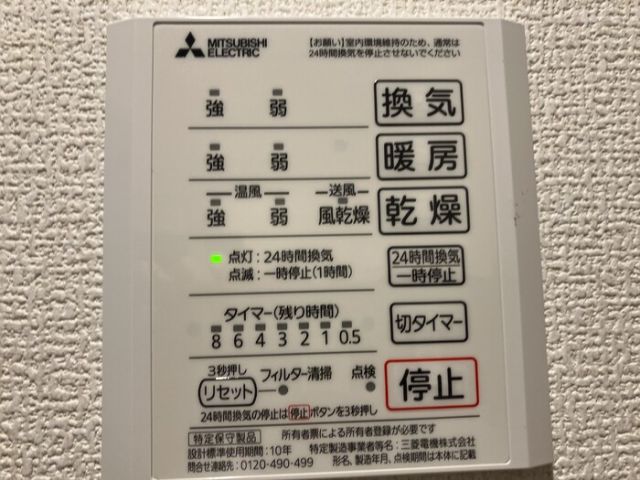 MITSUBISHI
ELECTRIC
【お願い】室内環境維持のため、通常は
24時間換気を停止させないでください
強 弱 換気
強 弱 暖房
温風 送風
強 弱 風乾燥 乾燥
点灯:24時間換気
点滅:一時停止(1時間)
24時間換気
一時停止
タイマー(残り時間)
8 6 4 3 2 1 0.5
切タイマー
3秒押し
リセット
フィルター清掃 点検
停止
24時間換気の停止は停止ボタンを3秒押し
特定保守製品 所有者票による所有者登録が必要です
設計標準使用期間:10年 特定製造事業者等名:三菱電機株式会社
問合せ連絡先:0120-490-499 形名、製造年月、点検期間は本体に記載